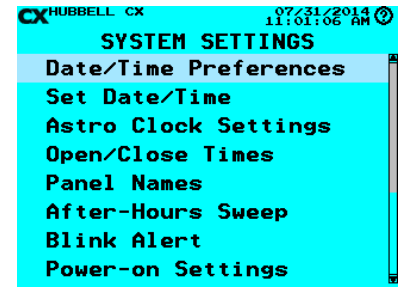 CX HUBBELL CX 07/31/2014
11:01:06 AM ?
SYSTEM SETTINGS
Date/Time Preferences
Set Date/Time
Astro Clock Settings
Open/Close Times
Panel Names
After-Hours Sweep
Blink Alert
Power-on Settings